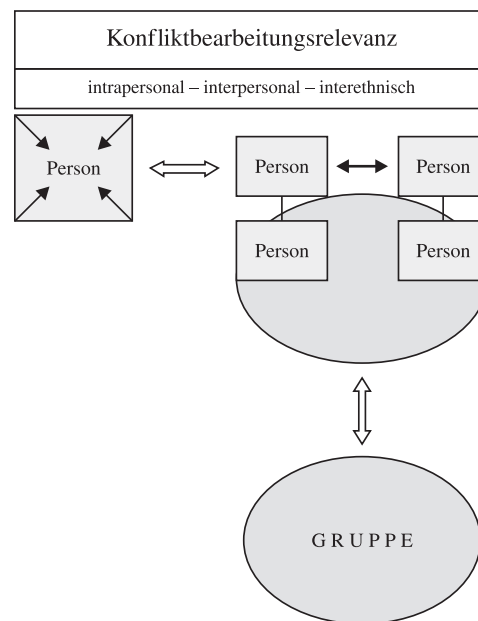 Konfliktbearbeitungsrelevanz
intrapersonal – interpersonal – interethnisch
Person
Person
Person
Person
Person
GRUPPE